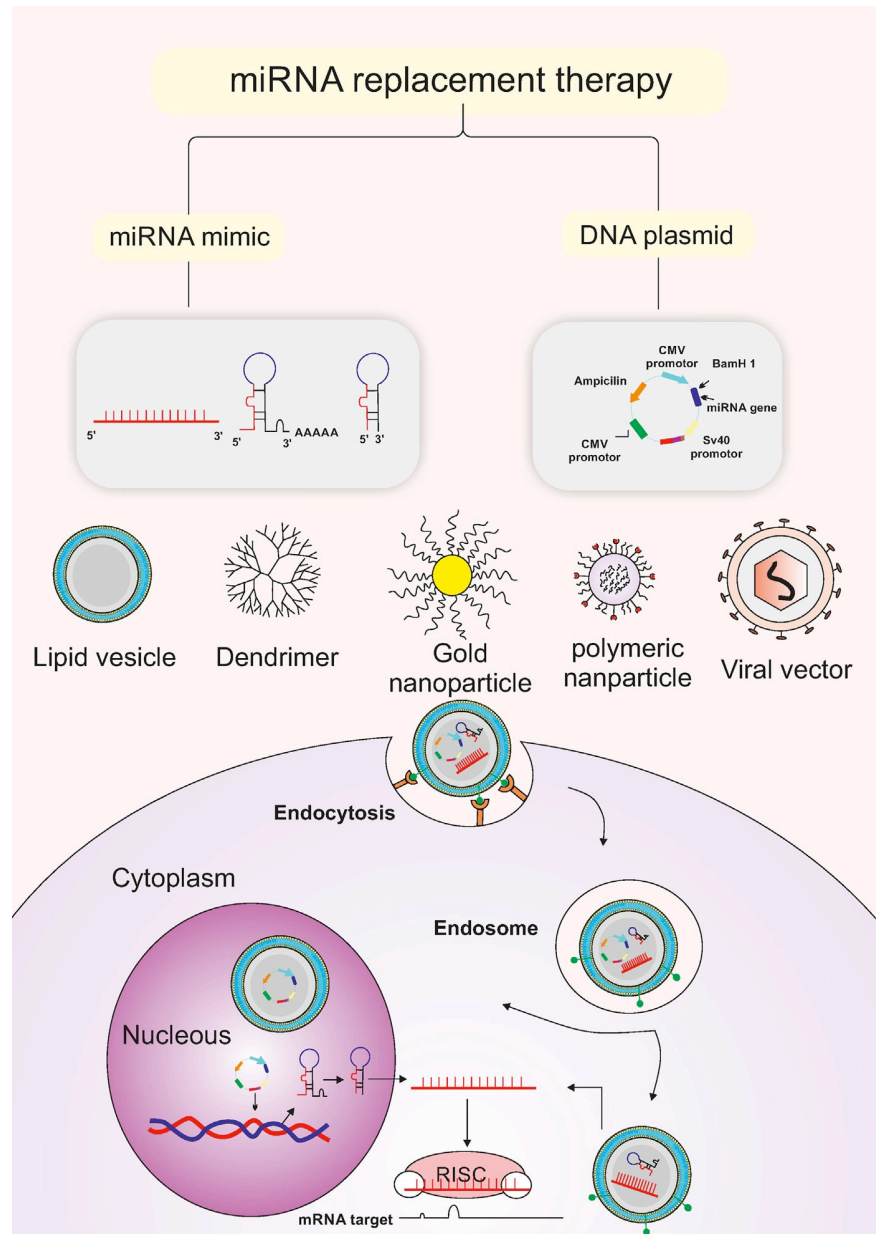 miRNA replacement therapy
miRNA mimic
DNA plasmid
5'
3'
5'
3'
AAAAA
5' 3'
CMV
promotor
BamH 1
Ampicilin
miRNA gene
CMV
promotor
Sv40
promotor
Lipid vesicle
Dendrimer
Gold
nanoparticle
polymeric
nanparticle
Viral vector
Endocytosis
Cytoplasm
Endosome
Nucleous
RISC
mRNA target